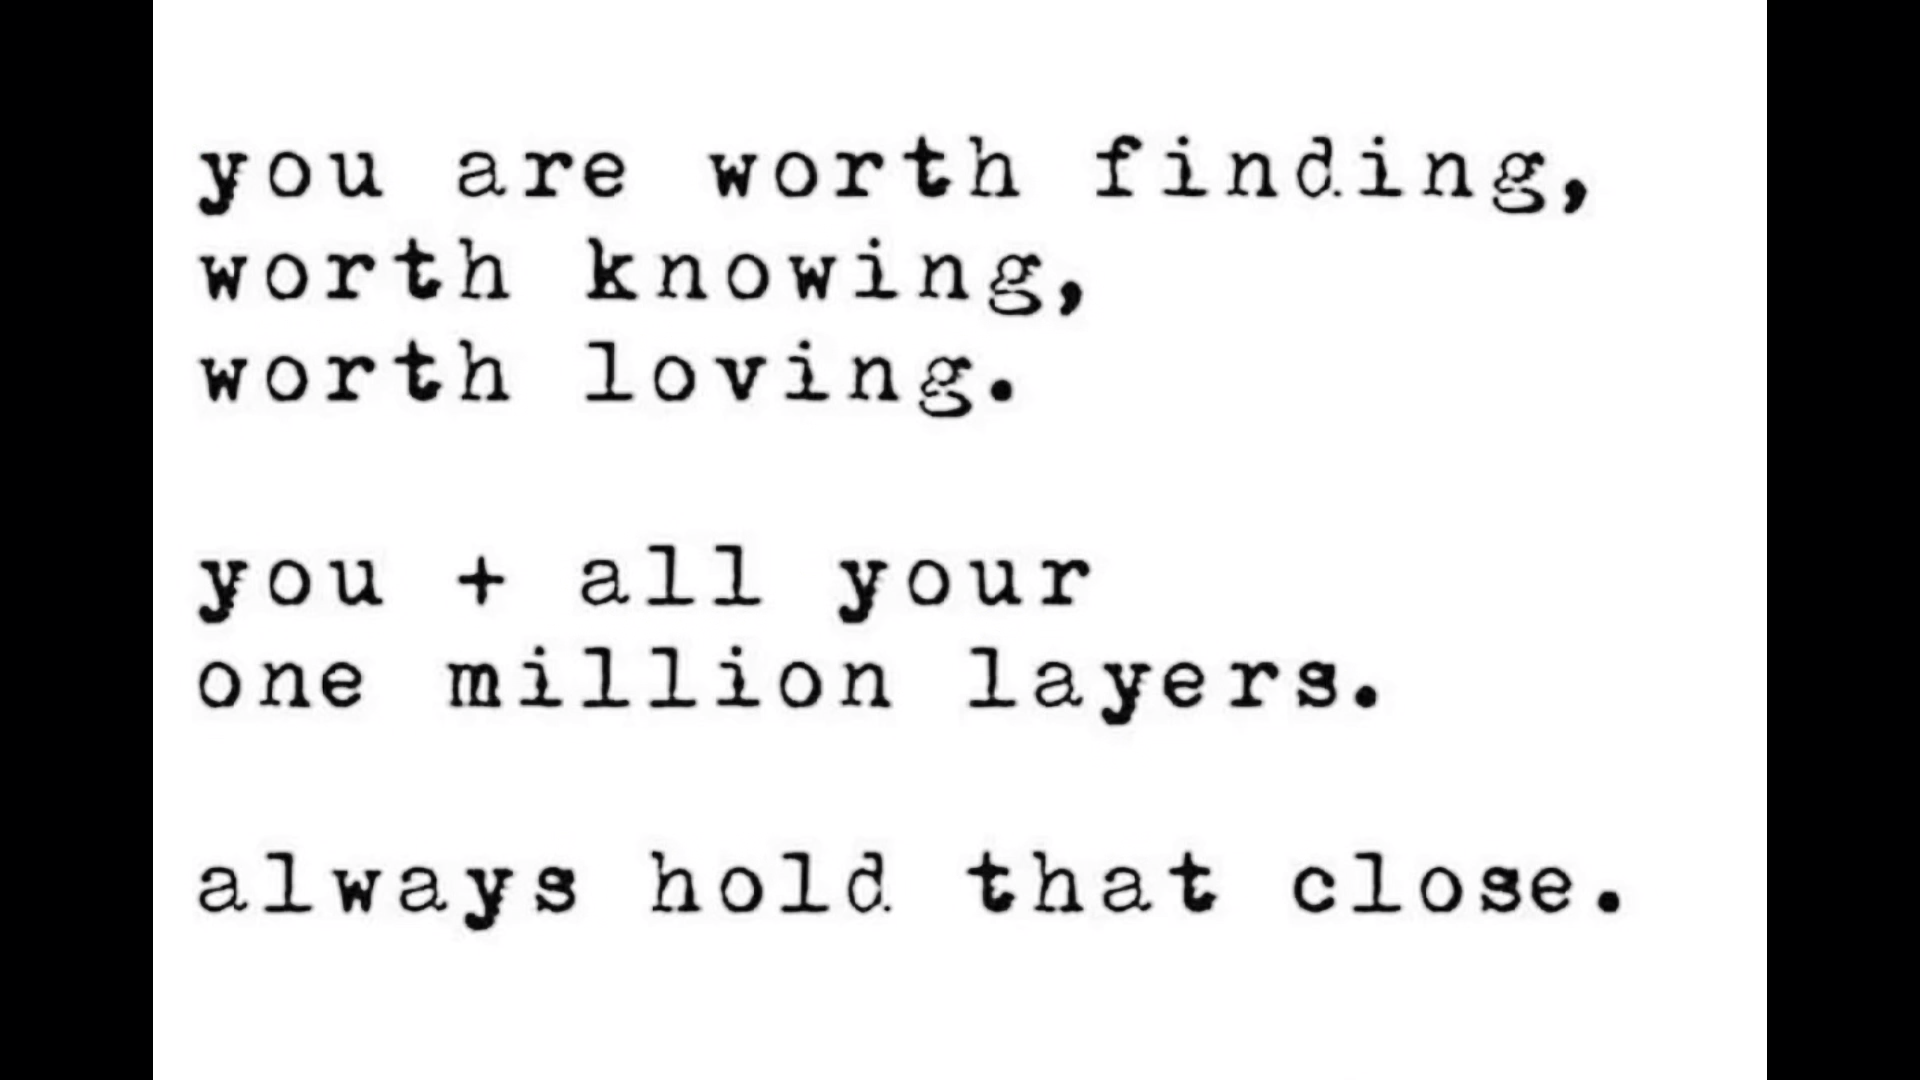 you are worth finding,
worth knowing,
worth loving.
you + all your
one million layers.
always hold that close.